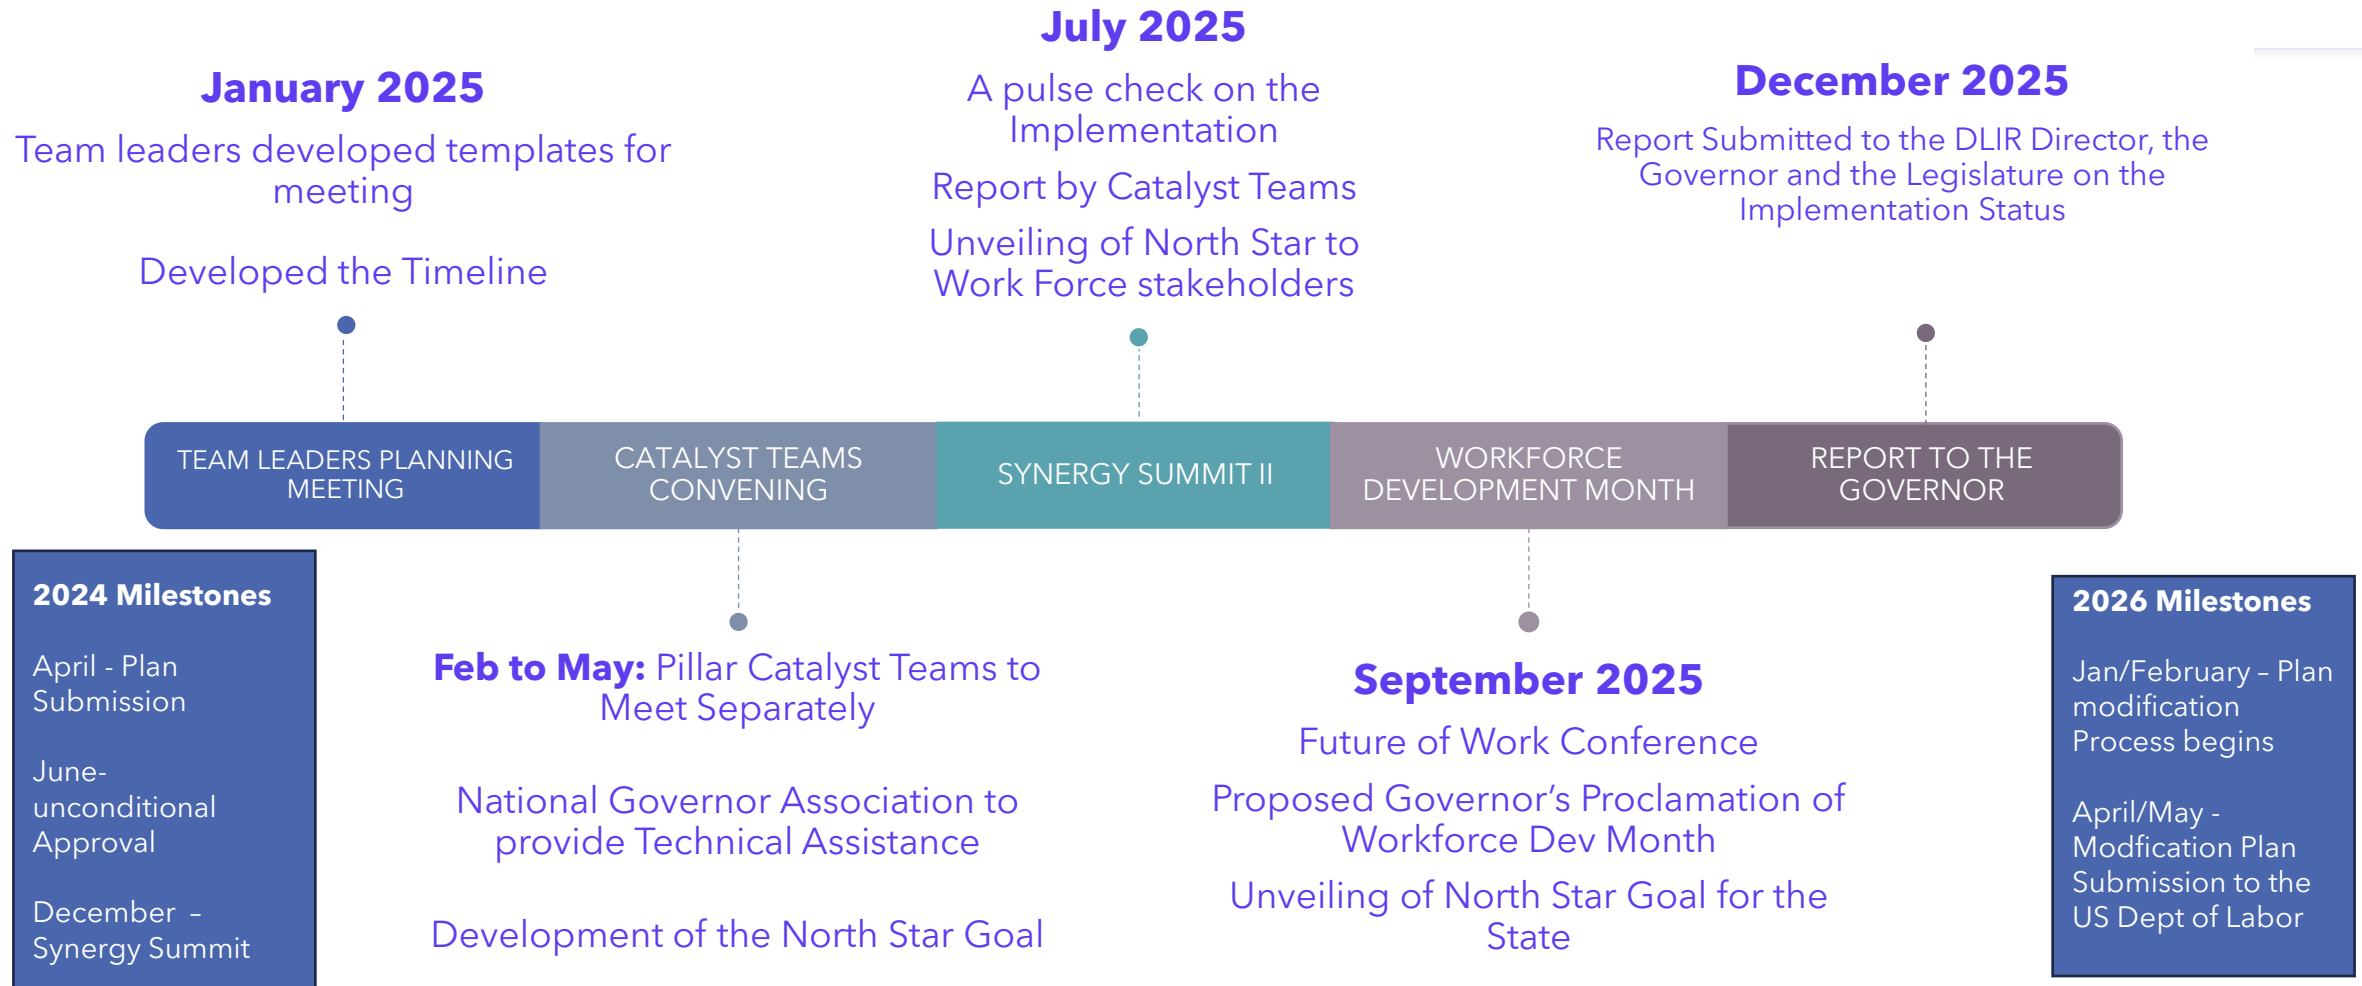 January 2025
Team leaders developed templates for
meeting
Developed the Timeline
July 2025
A pulse check on the
Implementation
Report by Catalyst Teams
Unveiling of North Star to
Work Force stakeholders
December 2025
Report Submitted to the DLIR Director, the
Governor and the Legislature on the
Implementation Status
TEAM LEADERS PLANNING
MEETING
CATALYST TEAMS
CONVENING
SYNERGY SUMMIT II
WORKFORCE
DEVELOPMENT MONTH
REPORT TO THE
GOVERNOR
2024 Milestones
April - Plan
Submission
June-
unconditional
Approval
December –
Synergy Summit
Feb to May: Pillar Catalyst Teams to
Meet Separately
National Governor Association to
provide Technical Assistance
Development of the North Star Goal
September 2025
Future of Work Conference
Proposed Governor’s Proclamation of
Workforce Dev Month
Unveiling of North Star Goal for the
State
2026 Milestones
Jan/February – Plan
modification
Process begins
April/May -
Modfication Plan
Submission to the
US Dept of Labor